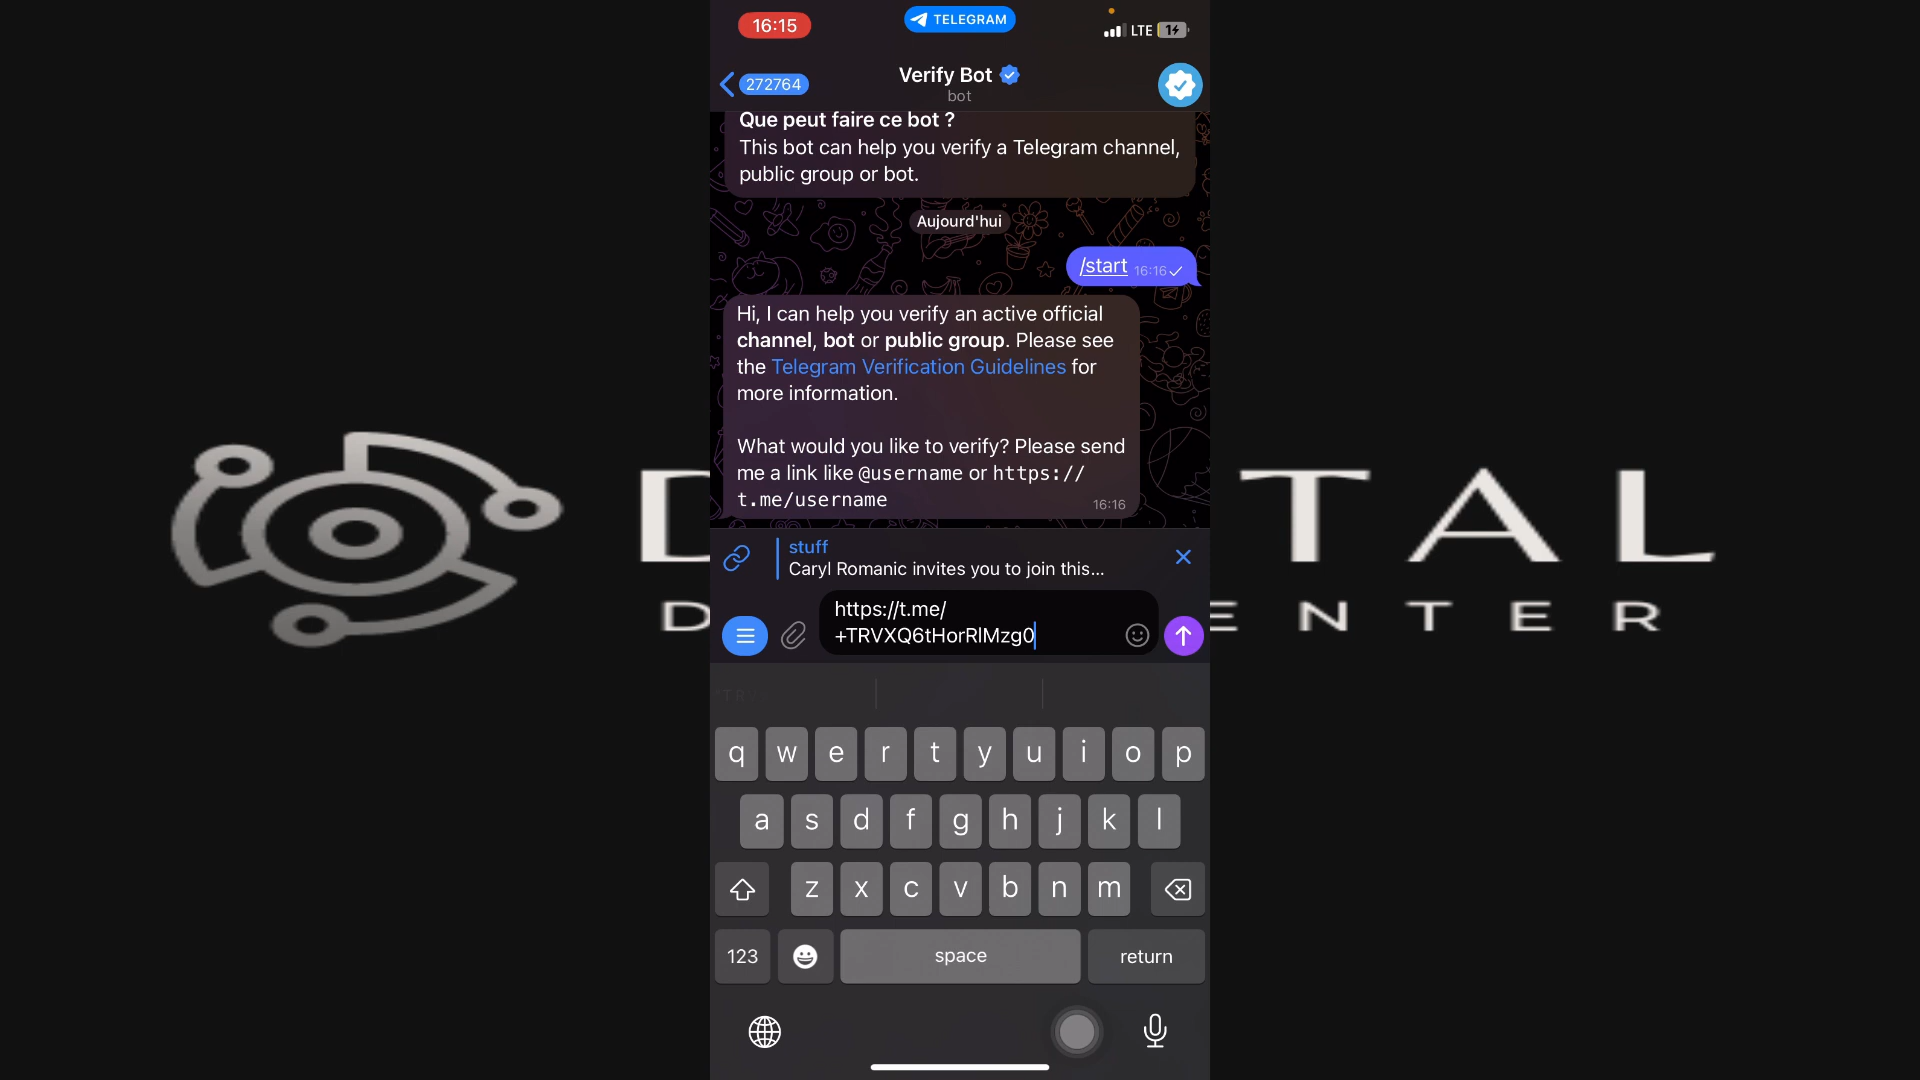 16:15
TELEGRAM
LTE
1
272764
Verify Bot
bot
Que peut faire ce bot ?
This bot can help you verify a Telegram channel,
public group or bot.
Aujourd'hui
/start 16:16
Hi, I can help you verify an active official
channel, bot or public group. Please see
the Telegram Verification Guidelines for
more information.
What would you like to verify? Please send
me a link like @username or https://
t.me/username
16:16
stuff
Caryl Romanic invites you to join this...
https://t.me/
+TRVXQ6tHorRlMzg0
q w e r t y u i o p
a s d f g h j k l
z x c v b n m
123
space
return
D
TAL
D
ENTER